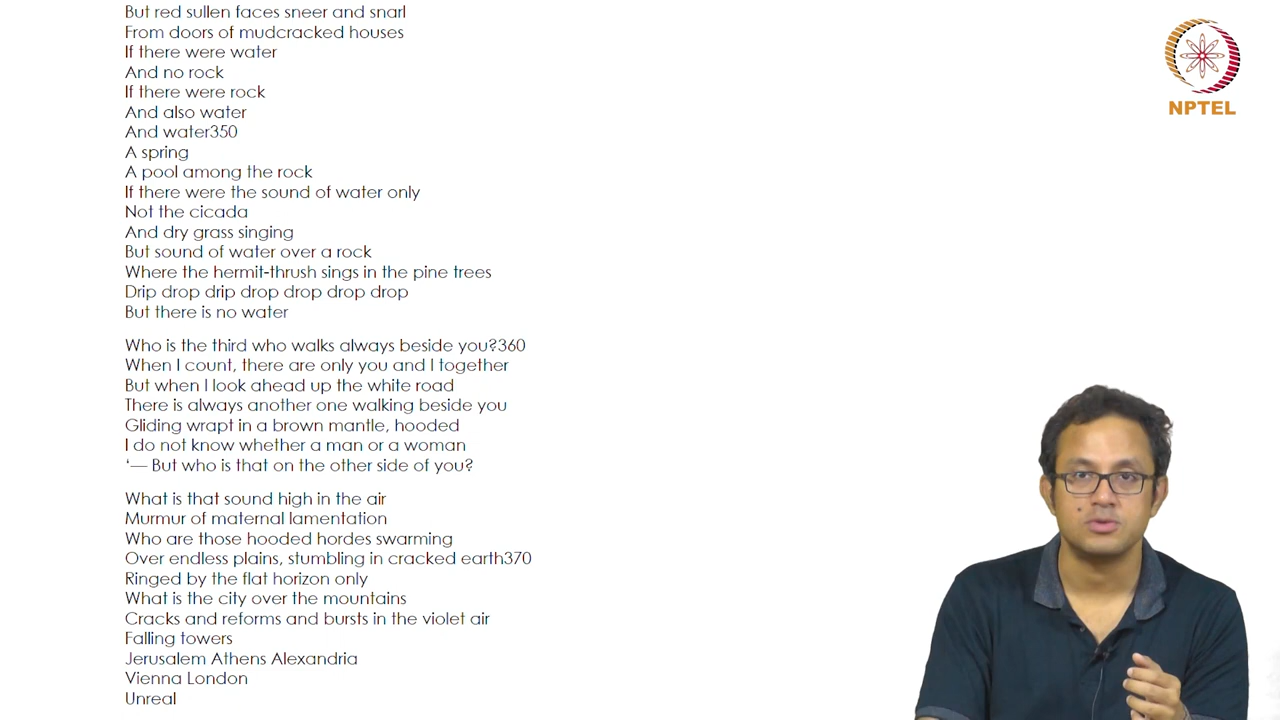 But red sullen faces sneer and snarl
From doors of mudcracked houses
If there were water
And no rock
If there were rock
And also water
And water350
A spring
A pool among the rock
If there were the sound of water only
Not the cicada
And dry grass singing
But sound of water over a rock
Where the hermit-thrush sings in the pine trees
Drip drop drip drop drop drop drop
But there is no water
Who is the third who walks always beside you?360
When I count, there are only you and I together
But when I look ahead up the white road
There is always another one walking beside you
Gliding wrapt in a brown mantle, hooded
I do not know whether a man or a woman
‘— But who is that on the other side of you?
What is that sound high in the air
Murmur of maternal lamentation
Who are those hooded hordes swarming
Over endless plains, stumbling in cracked earth370
Ringed by the flat horizon only
What is the city over the mountains
Cracks and reforms and bursts in the violet air
Falling towers
Jerusalem Athens Alexandria
Vienna London
Unreal
NPTEL